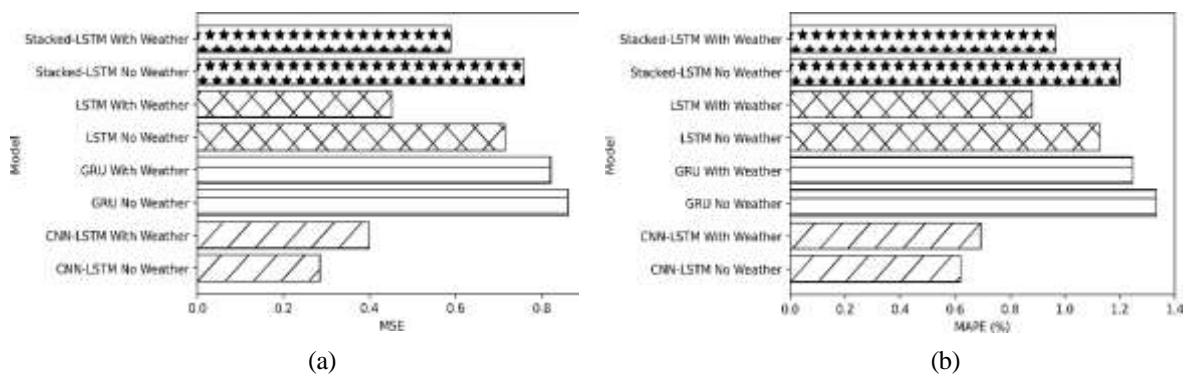 Stacked-LSTM With Weather
Stacked-LSTM No Weather
LSTM With Weather
LSTM No Weather
GRU With Weather
GRU No Weather
CNN-LSTM With Weather
CNN-LSTM No Weather
Model
0.0 0.2 0.4 0.6 0.8
MSE
(a)
Stacked-LSTM With Weather
Stacked-LSTM No Weather
LSTM With Weather
LSTM No Weather
GRU With Weather
GRU No Weather
CNN-LSTM With Weather
CNN-LSTM No Weather
Model
0.0 0.2 0.4 0.6 0.8 1.0 1.2 1.4
MAPE (%)
(b)